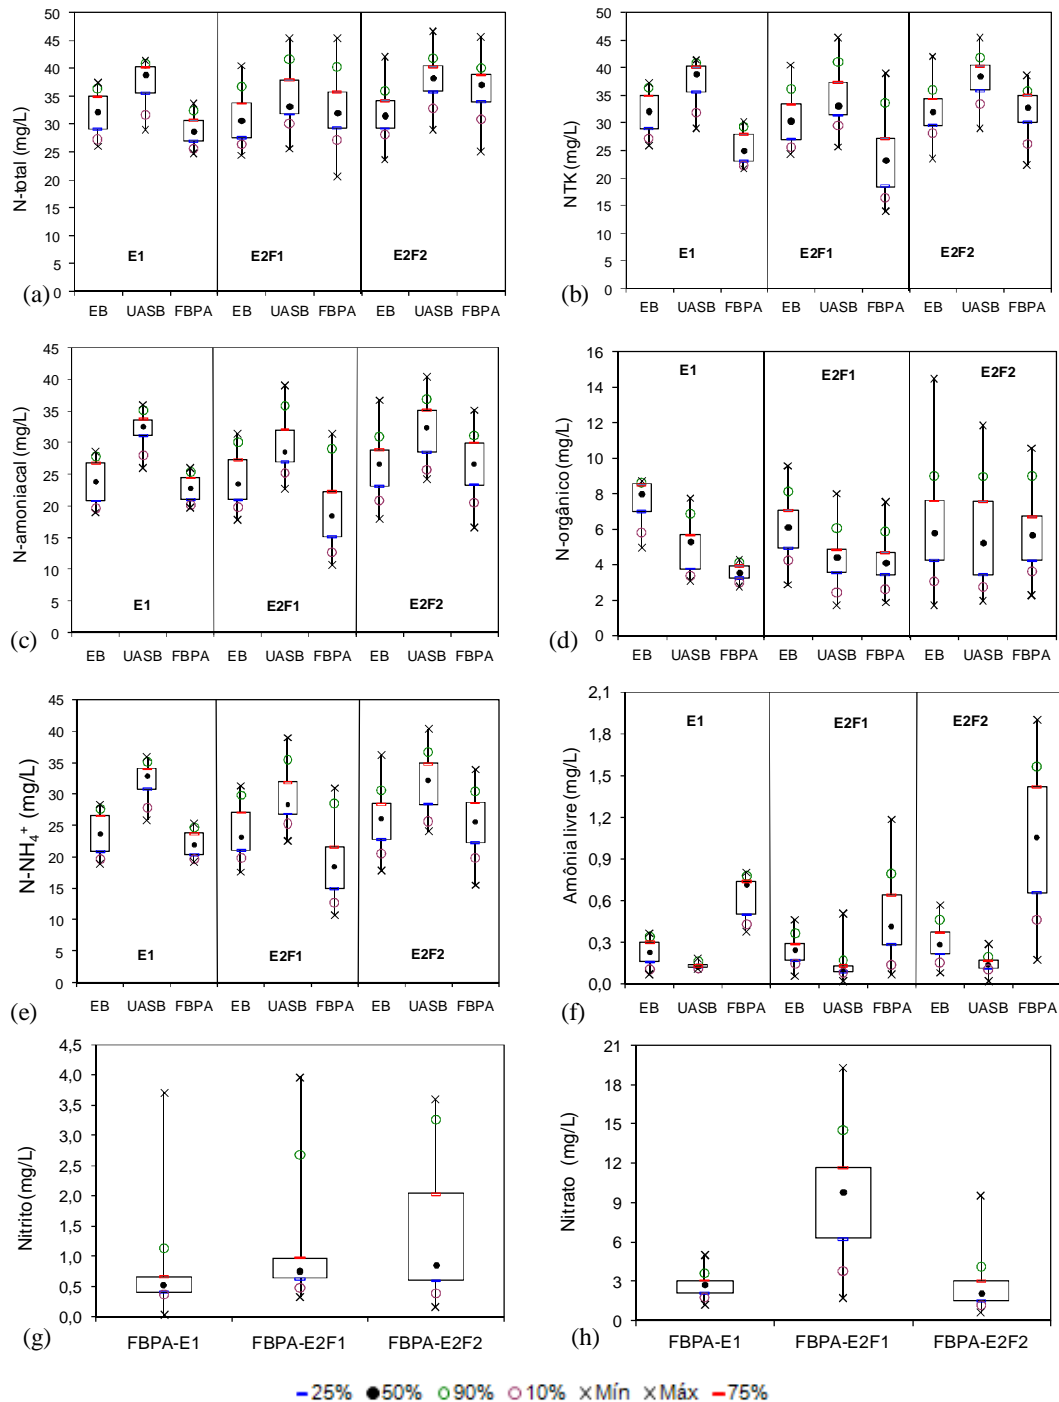 N-total (mg/L)
50
45
40
35
30
25
20
15
10
5
0
E1
E2F1
E2F2
(a)
EB UASB FBPA EB UASB FBPA EB UASB FBPA
NTK (mg/L)
50
45
40
35
30
25
20
15
10
5
0
E1
E2F1
E2F2
(b)
EB UASB FBPA EB UASB FBPA EB UASB FBPA
N-amoniacal (mg/L)
45
40
35
30
25
20
15
10
5
0
E1
E2F1
E2F2
(c)
EB UASB FBPA EB UASB FBPA EB UASB FBPA
N-orgânico (mg/L)
16
14
12
10
8
6
4
2
0
E1
E2F1
E2F2
(d)
EB UASB FBPA EB UASB FBPA EB UASB FBPA
N-NH₄⁺ (mg/L)
45
40
35
30
25
20
15
10
5
0
E1
E2F1
E2F2
(e)
EB UASB FBPA EB UASB FBPA EB UASB FBPA
Amônia livre (mg/L)
2,1
1,8
1,5
1,2
0,9
0,6
0,3
0,0
E1
E2F1
E2F2
(f)
EB UASB FBPA EB UASB FBPA EB UASB FBPA
Nitrito (mg/L)
4,5
4,0
3,5
3,0
2,5
2,0
1,5
1,0
0,5
0,0
(g)
FBPA-E1 FBPA-E2F1 FBPA-E2F2
Nitrato (mg/L)
21
18
15
12
9
6
3
0
(h)
FBPA-E1 FBPA-E2F1 FBPA-E2F2
25% 50% 90% 10% Mín Máx 75%